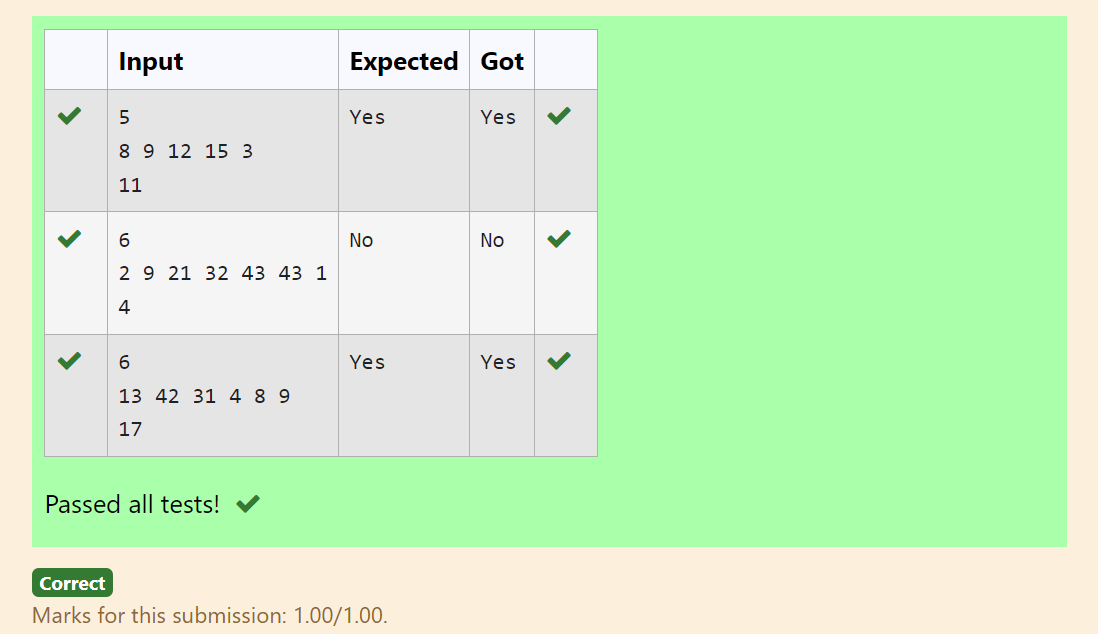 Input Expected Got
5 Yes Yes
8 9 12 15 3
11
6 No No
2 9 21 32 43 43 1
4
6 Yes Yes
13 42 31 4 8 9
17
Passed all tests!
Correct
Marks for this submission: 1.00/1.00.